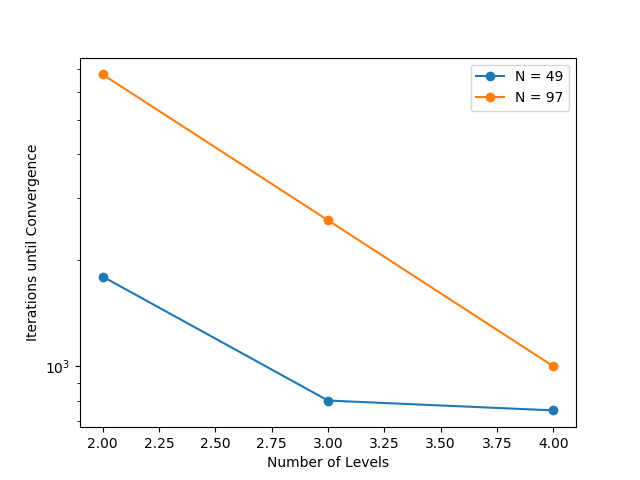 N = 49
N = 97
Iterations until Convergence
10³
2.00 2.25 2.50 2.75 3.00 3.25 3.50 3.75 4.00
Number of Levels